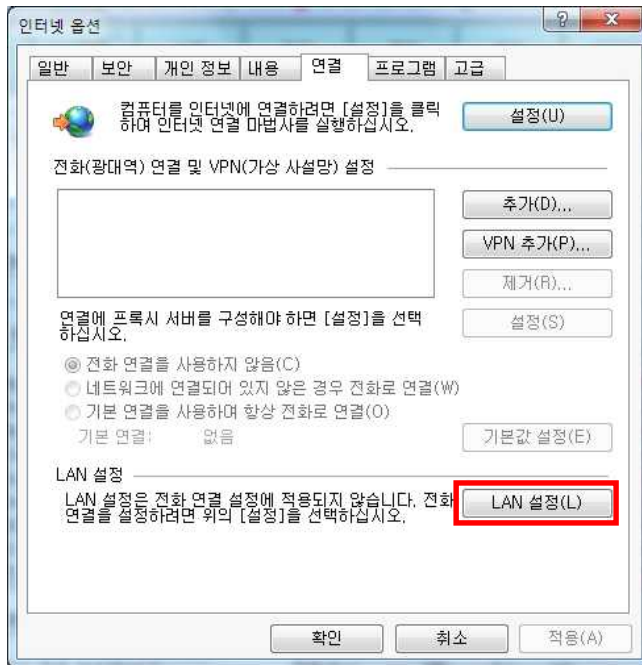 인터넷 옵션
일반 보안 개인 정보 내용 연결 프로그램 고급
컴퓨터를 인터넷에 연결하려면 [설정]을 클릭
하여 인터넷 연결 마법사를 실행하십시오.
설정(U)
전화(광대역) 연결 및 VPN(가상 사설망) 설정
추가(D)...
VPN 추가(P)...
제거(R)...
연결에 프록시 서버를 구성해야 하면 [설정]을 선택
하십시오.
설정(S)
전화 연결을 사용하지 않음(C)
네트워크에 연결되어 있지 않은 경우 전화로 연결(W)
기본 연결을 사용하여 항상 전화로 연결(O)
기본 연결: 없음
기본값 설정(E)
LAN 설정
LAN 설정은 전화 연결 설정에 적용되지 않습니다. 전화
연결을 설정하려면 위의 [설정]을 선택하십시오.
LAN 설정(L)
확인 취소 적용(A)